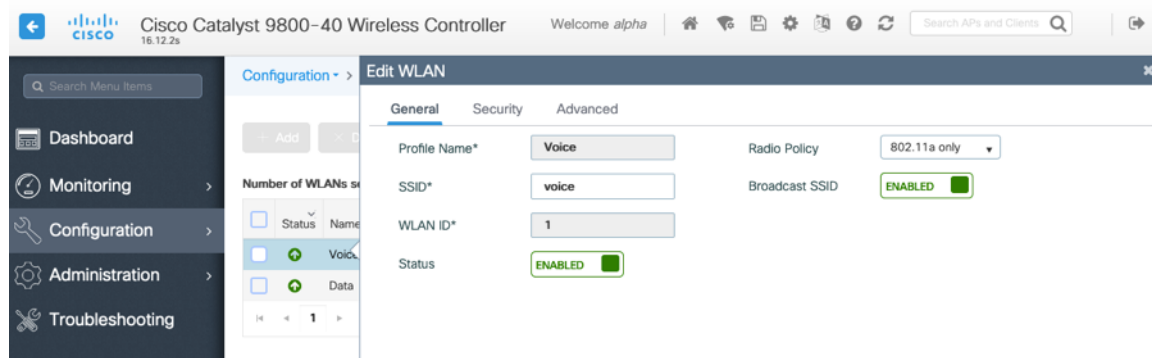 CISCO
Cisco Catalyst 9800-40 Wireless Controller
16.12.2s
Welcome alpha
Search APs and Clients
Search Menu Items
Dashboard
Monitoring
Configuration
Administration
Troubleshooting
Configuration >
Add
Number of WLANs
Status Name
Voice
Data
1
Edit WLAN
General Security Advanced
Profile Name* Voice
Radio Policy 802.11a only
SSID* voice
Broadcast SSID ENABLED
WLAN ID* 1
Status ENABLED